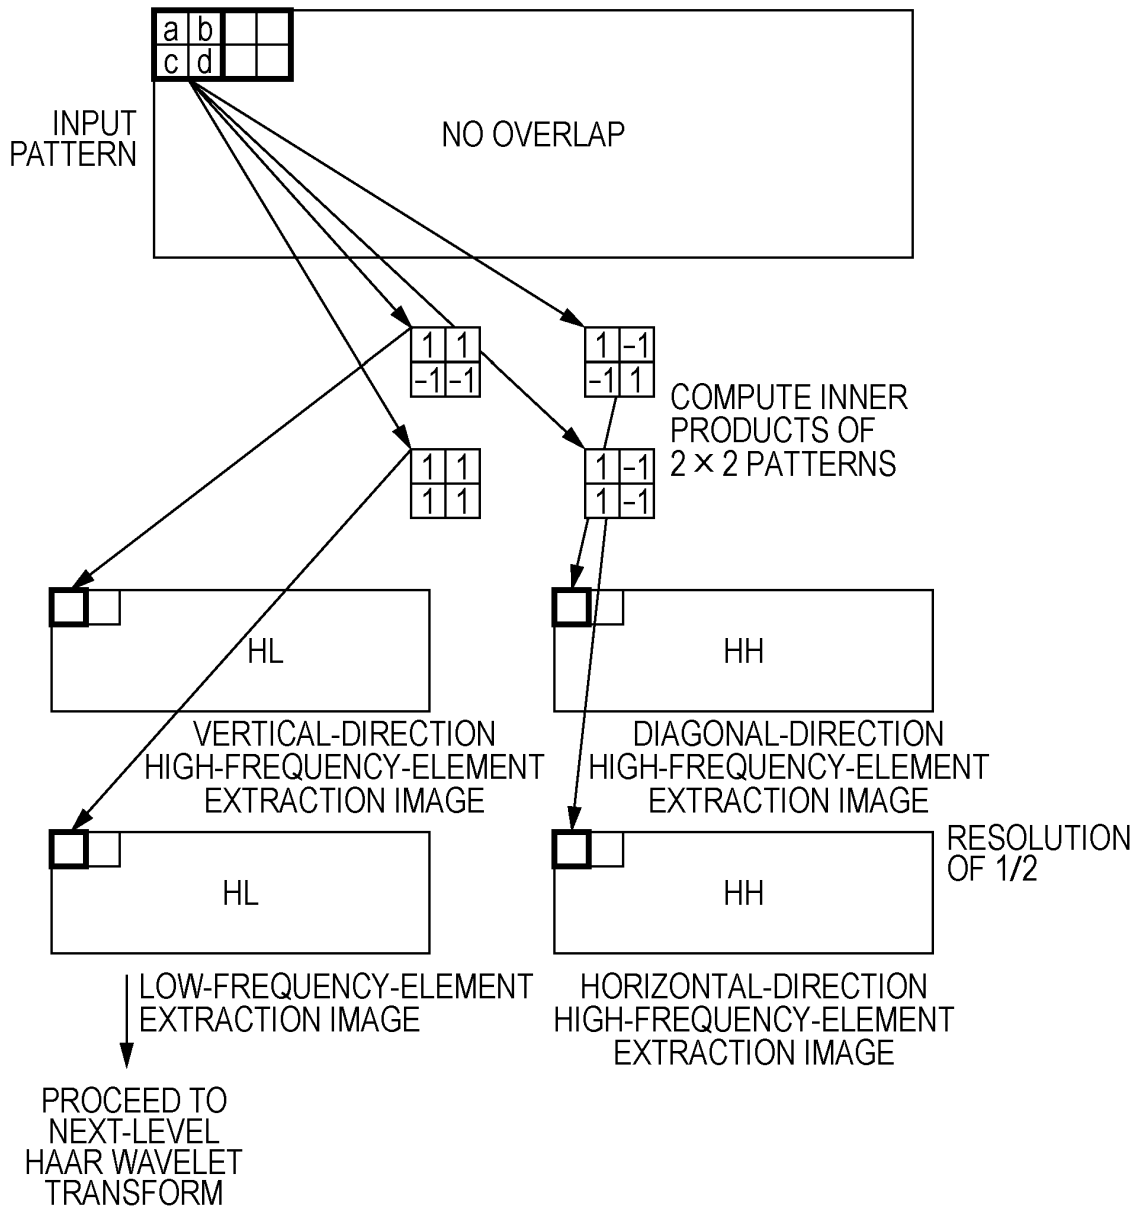 a b
c d
INPUT
PATTERN
NO OVERLAP
1 1
-1 -1
1 -1
-1 1
COMPUTE INNER
PRODUCTS OF
2 × 2 PATTERNS
1 1
1 1
1 -1
1 -1
HL
HH
VERTICAL-DIRECTION
HIGH-FREQUENCY-ELEMENT
EXTRACTION IMAGE
DIAGONAL-DIRECTION
HIGH-FREQUENCY-ELEMENT
EXTRACTION IMAGE
HL
HH
RESOLUTION
OF 1/2
LOW-FREQUENCY-ELEMENT
EXTRACTION IMAGE
HORIZONTAL-DIRECTION
HIGH-FREQUENCY-ELEMENT
EXTRACTION IMAGE
PROCEED TO
NEXT-LEVEL
HAAR WAVELET
TRANSFORM